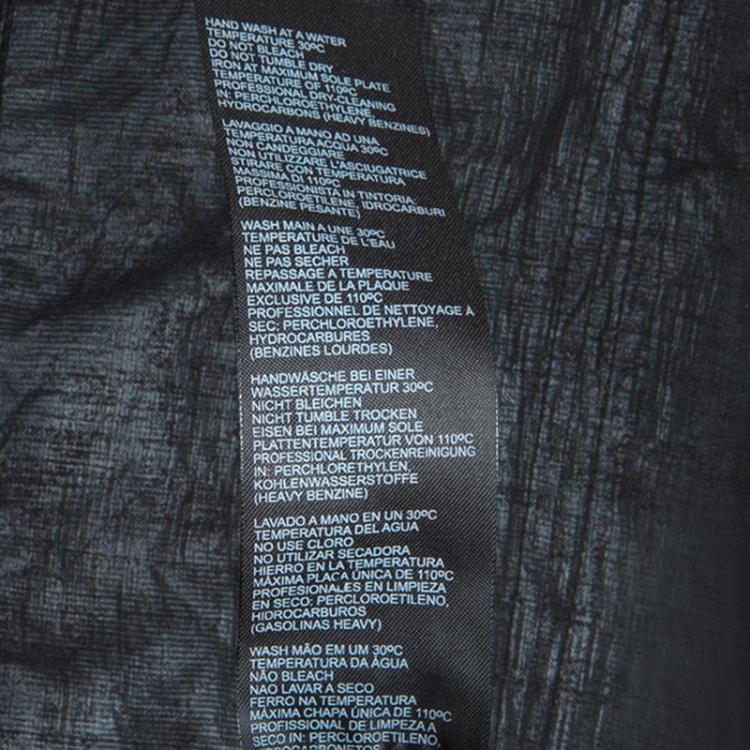 HAND WASH AT A WATER
TEMPERATURE 30ºC
DO NOT BLEACH
DO NOT TUMBLE DRY
IRON AT MAXIMUM SOLE PLATE
TEMPERATURE OF 110ºC
PROFESSIONAL DRY-CLEANING
IN: PERCHLOROETHYLENE,
HYDROCARBONS (HEAVY BENZINES)
LAVAGGIO A MANO AD UNA
TEMPERATURA ACQUA 30ºC
NON CANDEGGIARE
NON UTILIZZARE L'ASCIUGATRICE
STIRARE CON TEMPERATURA
MASSIMA DI 110ºC
PROFESSIONISTA IN TINTORIA:
PERCLOROETILENE, IDROCARBURI
(BENZINE PESANTE)
WASH MAIN A UNE 30ºC
TEMPERATURE DE L'EAU
NE PAS BLEACH
NE PAS SECHER
REPASSAGE A TEMPERATURE
MAXIMALE DE LA PLAQUE
EXCLUSIVE DE 110ºC
PROFESSIONNEL DE NETTOYAGE À
SEC: PERCHLOROETHYLENE,
HYDROCARBURES
(BENZINES LOURDES)
HANDWÄSCHE BEI EINER
WASSERTEMPERATUR 30ºC
NICHT BLEICHEN
NICHT TUMBLE TROCKEN
EISEN BEI MAXIMUM SOLE
PLATTENTEMPERATUR VON 110ºC
PROFESSIONAL TROCKENREINIGUNG
IN: PERCHLORETHYLEN,
KOHLENWASSERSTOFFE
(HEAVY BENZINE)
LAVADO A MANO EN UN 30ºC
TEMPERATURA DEL AGUA
NO USE CLORO
NO UTILIZAR SECADORA
HIERRO EN LA TEMPERATURA
MÁXIMA PLACA ÚNICA DE 110ºC
PROFESIONALES EN LIMPIEZA
EN SECO: PERCLOROETILENO,
HIDROCARBUROS
(GASOLINAS HEAVY)
WASH MÃO EM UM 30ºC
TEMPERATURA DA ÁGUA
NÃO BLEACH
NAO LAVAR A SECO
FERRO NA TEMPERATURA
MÁXIMA CHAPA ÚNICA DE 110ºC
PROFISSIONAL DE LIMPEZA A
SECO IN: PERCLOROETILENO,
HIDROCARBONETOS